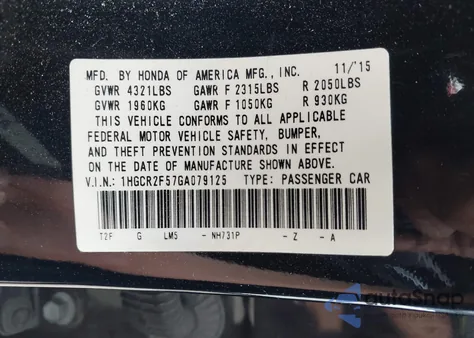 MFD. BY HONDA OF AMERICA MFG., INC. 11/'15
GVWR 4321LBS GAWR F 2315LBS R 2050LBS
GVWR 1960KG GAWR F 1050KG R 930KG
THIS VEHICLE CONFORMS TO ALL APPLICABLE
FEDERAL MOTOR VEHICLE SAFETY, BUMPER,
AND THEFT PREVENTION STANDARDS IN EFFECT
ON THE DATE OF MANUFACTURE SHOWN ABOVE.
V.I.N.: 1HGCR2F57GA079125 TYPE: PASSENGER CAR
T2F G LM5 - NH731P - Z - A
autoSnap